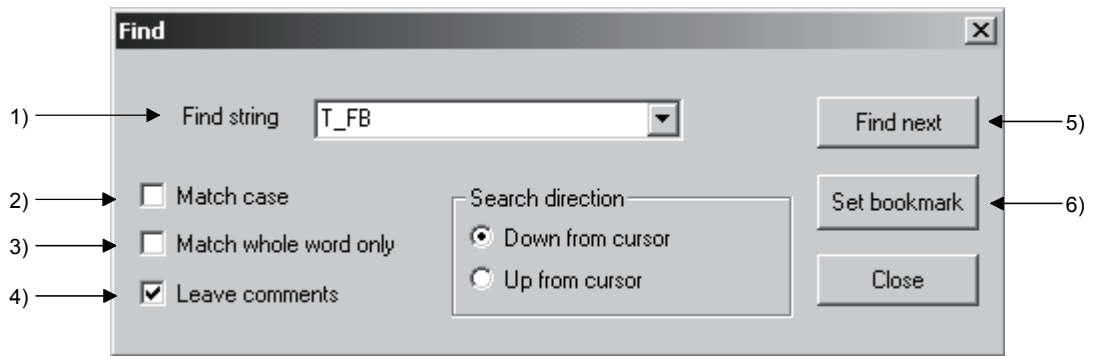 Find
1) Find string T_FB Find next 5)
2) Match case Search direction Set bookmark 6)
3) Match whole word only Down from cursor
4) Leave comments Up from cursor Close